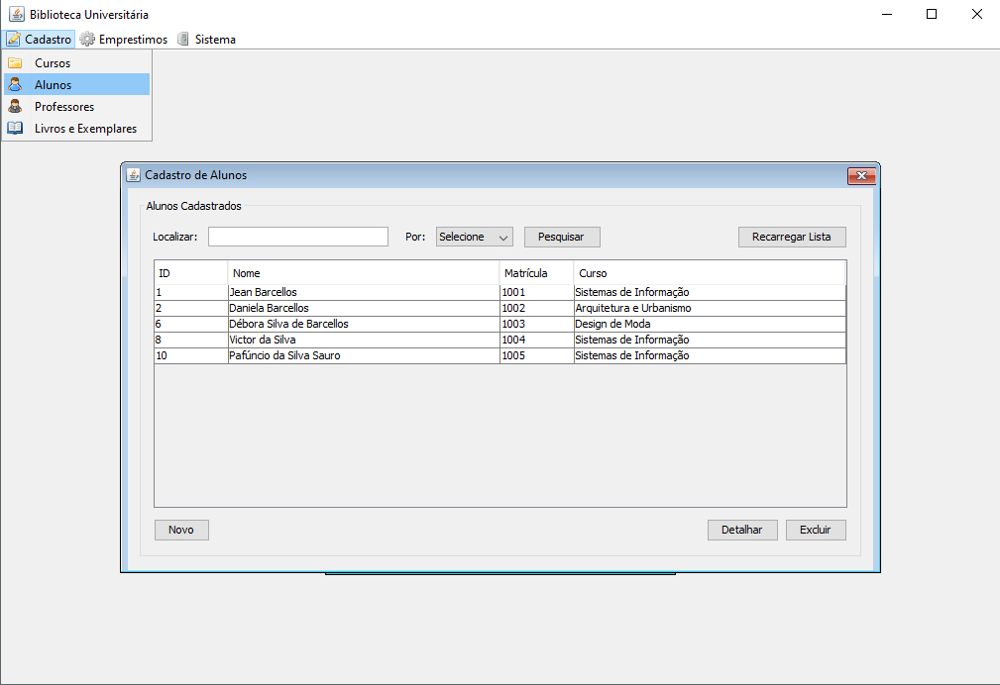 Biblioteca Universitária
Cadastro Emprestimos Sistema
Cursos
Alunos
Professores
Livros e Exemplares
Cadastro de Alunos
Alunos Cadastrados
Localizar: Por: Selecione Pesquisar Recarregar Lista
ID Nome Matrícula Curso
1 Jean Barcellos 1001 Sistemas de Informação
2 Daniela Barcellos 1002 Arquitetura e Urbanismo
6 Débora Silva de Barcellos 1003 Design de Moda
8 Victor da Silva 1004 Sistemas de Informação
10 Pafúncio da Silva Sauro 1005 Sistemas de Informação
Novo Detalhar Excluir